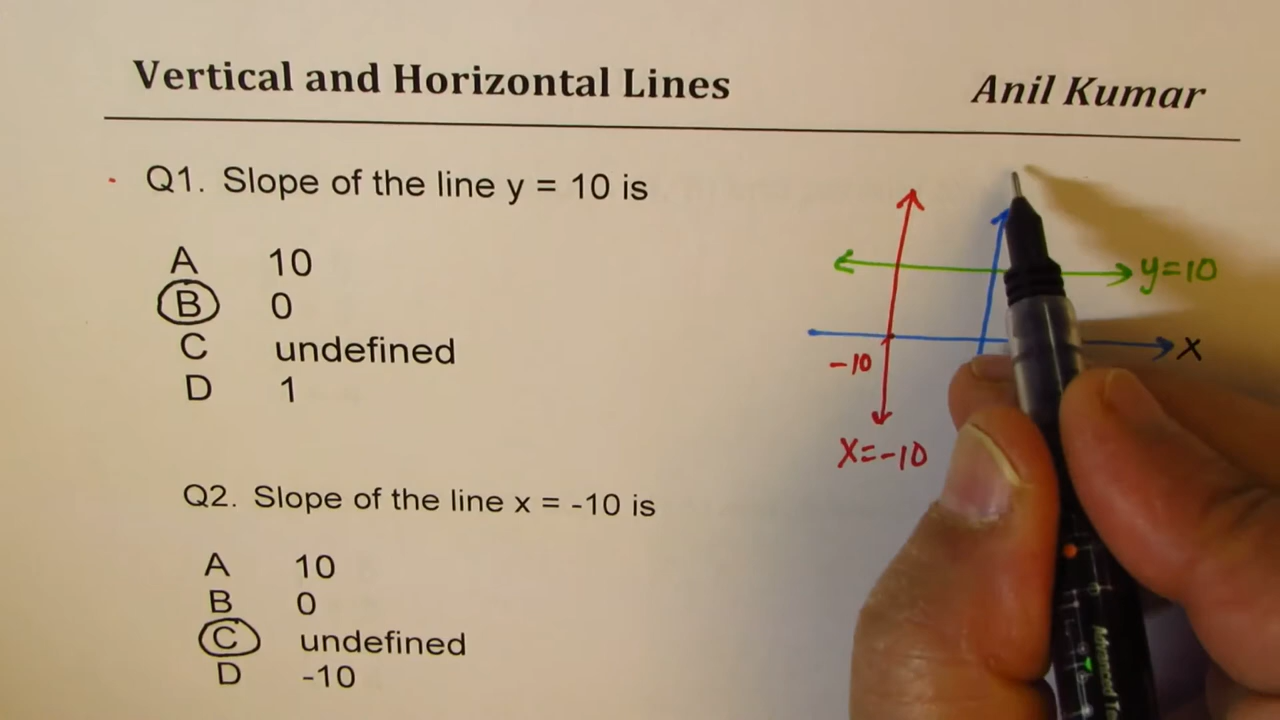 Vertical and Horizontal Lines
Anil Kumar
Q1. Slope of the line y = 10 is
A 10
B 0
C undefined
D 1
y=10
X
-10
X=-10
Q2. Slope of the line x = -10 is
A 10
B 0
C undefined
D -10
Advanced